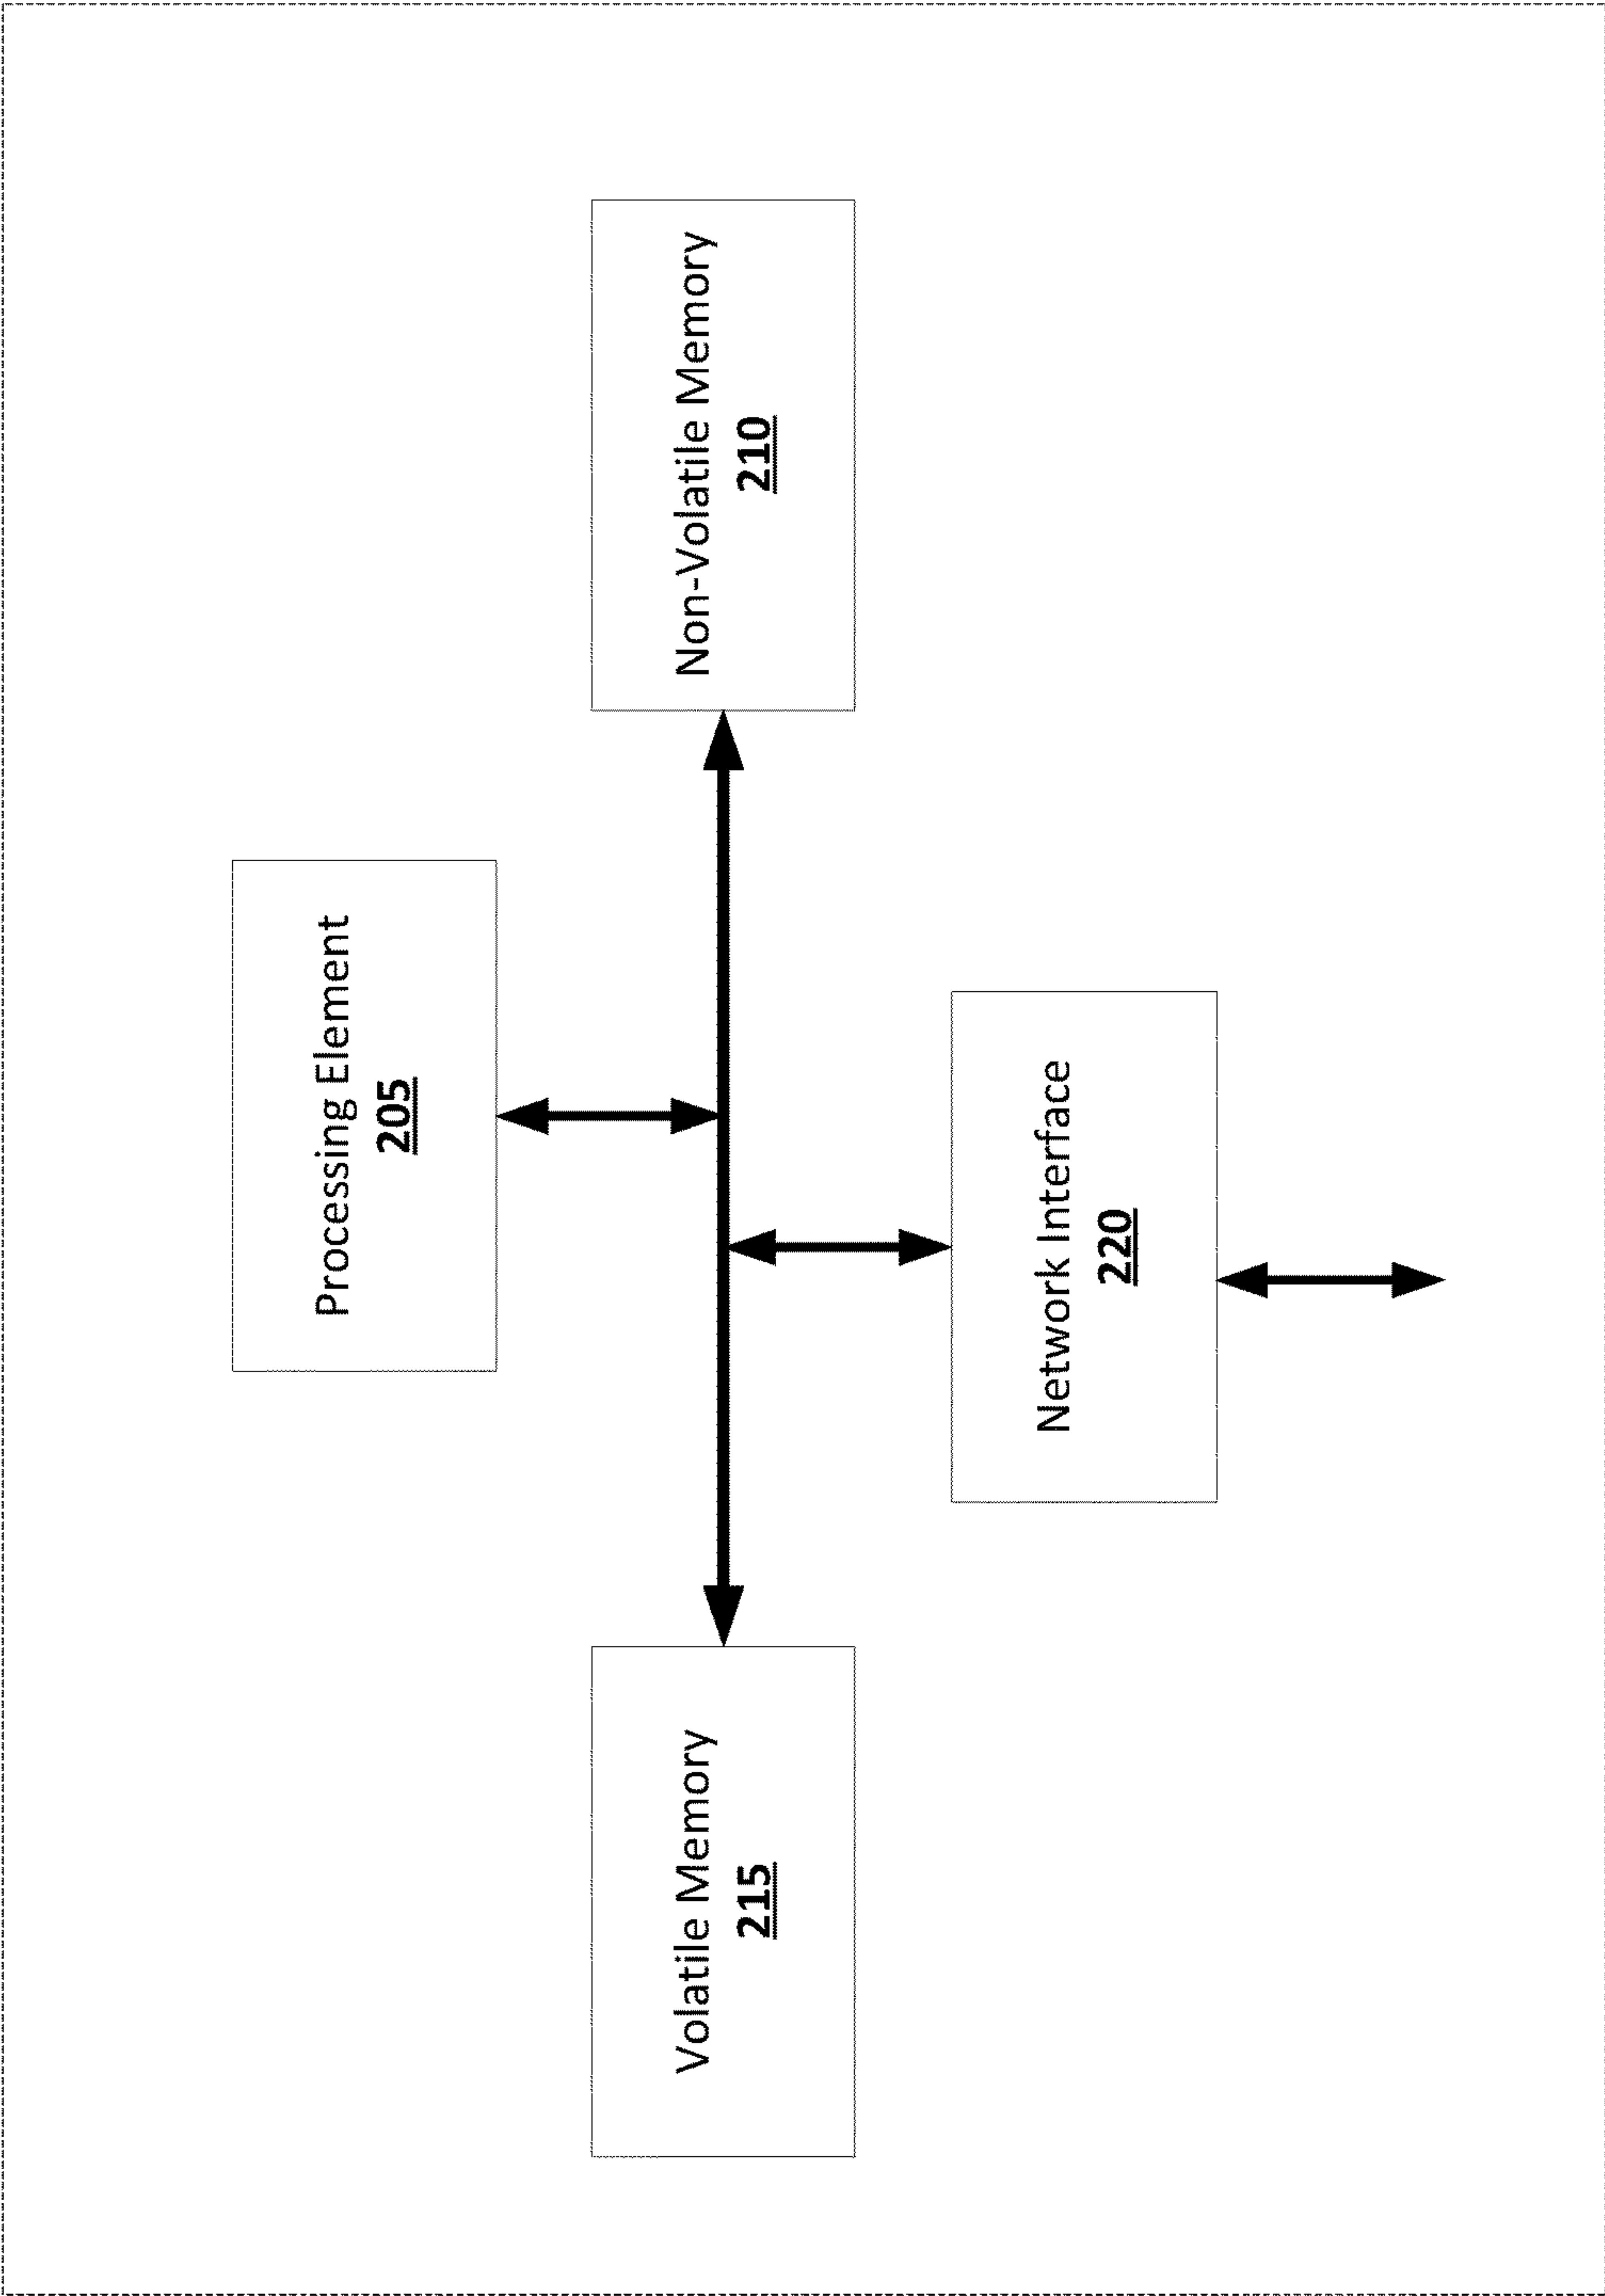 Processing Element
205
Volatile Memory
215
Non-Volatile Memory
210
Network Interface
220